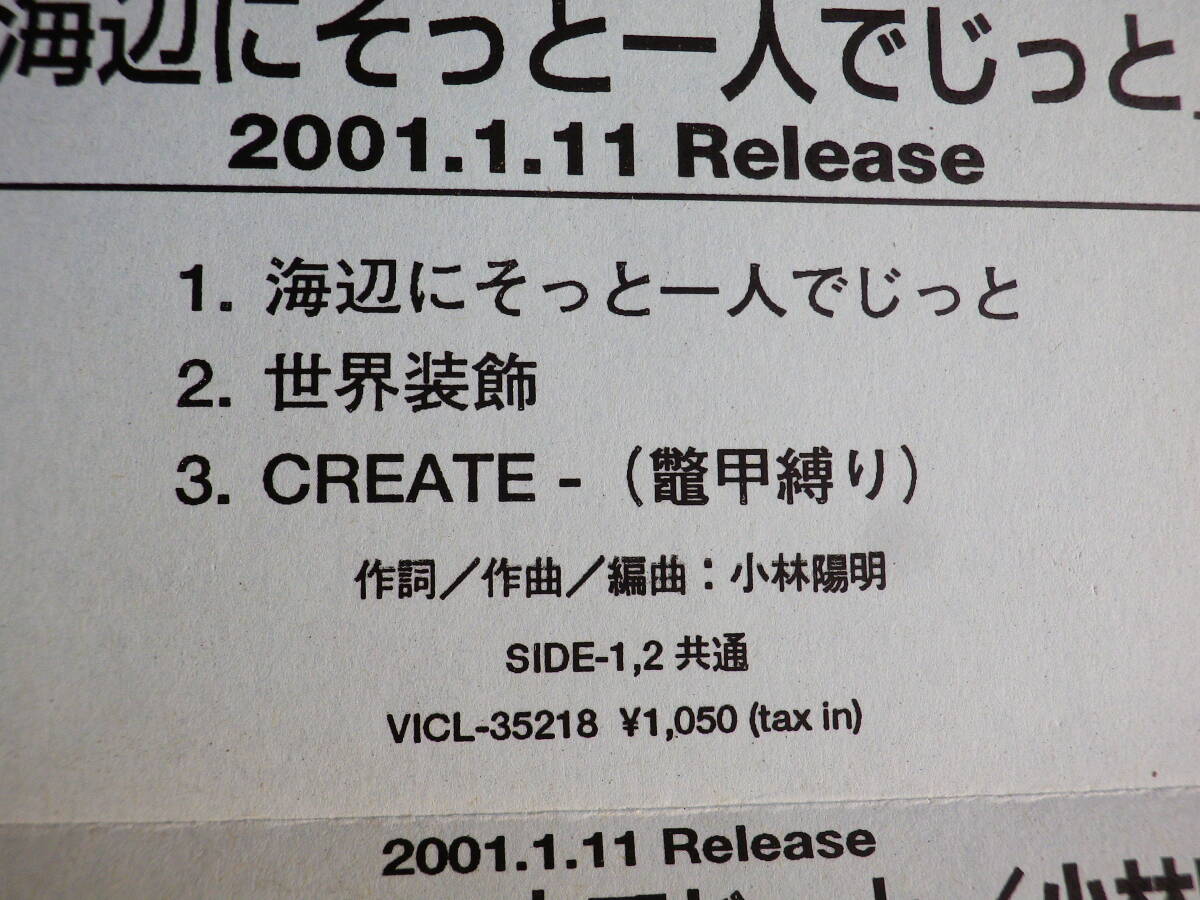 海辺にそっと一人でじっと」
2001.1.11 Release
1. 海辺にそっと一人でじっと
2. 世界装飾
3. CREATE -（鼈甲縛り）
作詞／作曲／編曲：小林陽明
SIDE-1,2 共通
VICL-35218 ¥1,050 (tax in)
2001.1.11 Release